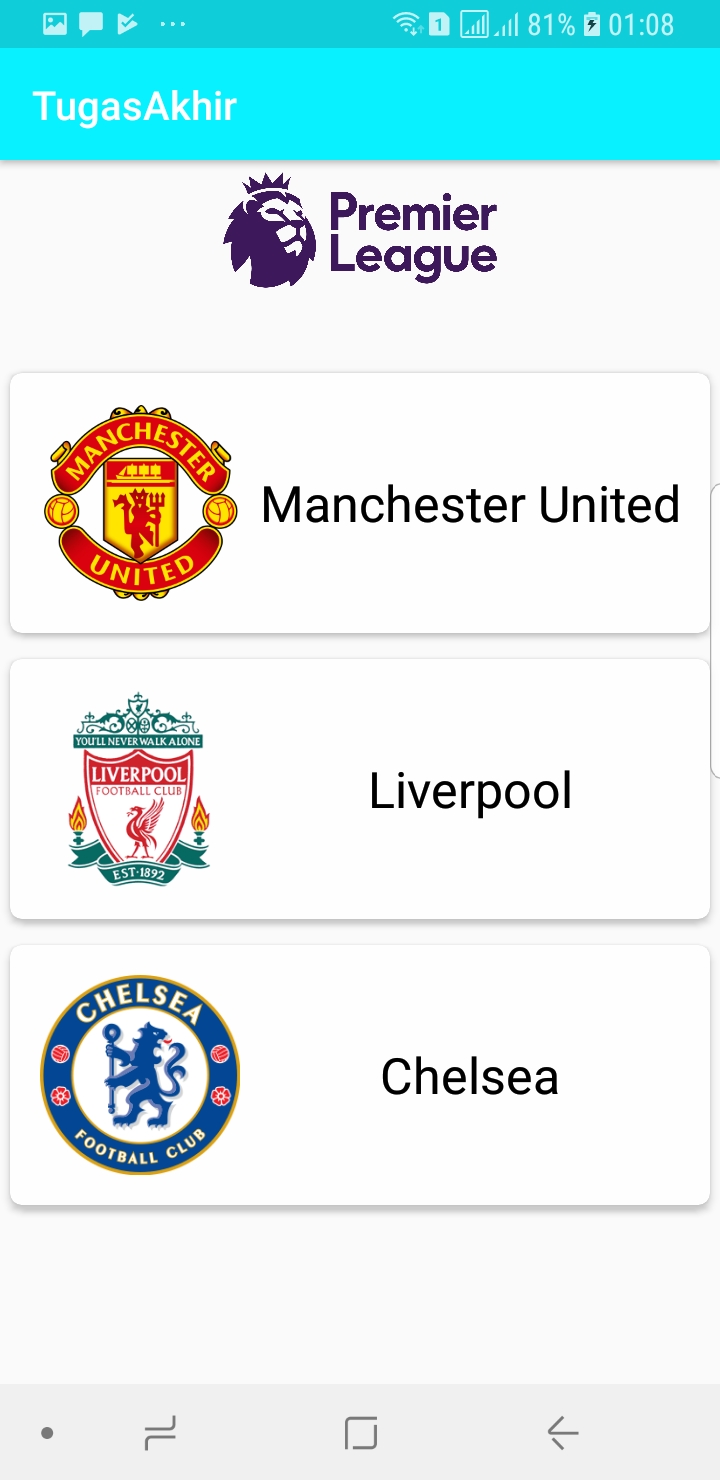 1 81% 01:08
TugasAkhir
Premier
League
MANCHESTER
UNITED
Manchester United
YOU'LL NEVER WALK ALONE
LIVERPOOL
FOOTBALL CLUB
EST·1892
Liverpool
CHELSEA
FOOTBALL CLUB
Chelsea